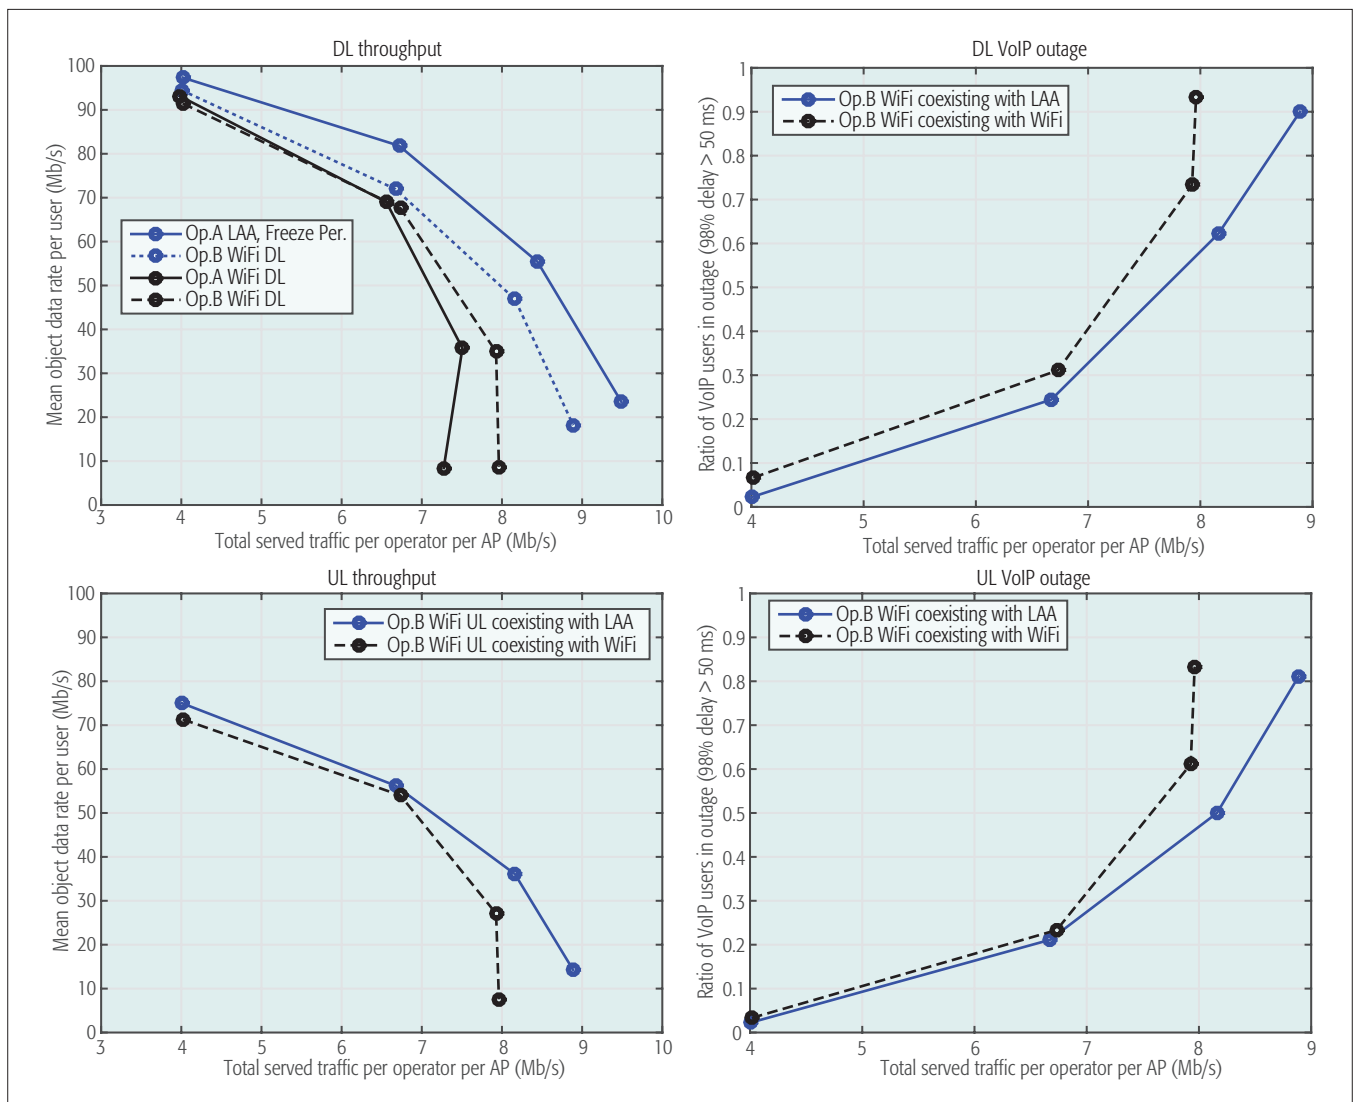 DL throughput
100
90
80
70
60
50
40
30
20
10
0
3 4 5 6 7 8 9 10
Mean object data rate per user (Mb/s)
Total served traffic per operator per AP (Mb/s)
Op.A LAA, Freeze Per.
Op.B WiFi DL
Op.A WiFi DL
Op.B WiFi DL
DL VoIP outage
1
0.9
0.8
0.7
0.6
0.5
0.4
0.3
0.2
0.1
0
4 5 6 7 8 9
Ratio of VoIP users in outage (98% delay > 50 ms)
Total served traffic per operator per AP (Mb/s)
Op.B WiFi coexisting with LAA
Op.B WiFi coexisting with WiFi
UL throughput
100
90
80
70
60
50
40
30
20
10
0
3 4 5 6 7 8 9 10
Mean object data rate per user (Mb/s)
Total served traffic per operator per AP (Mb/s)
Op.B WiFi UL coexisting with LAA
Op.B WiFi UL coexisting with WiFi
UL VoIP outage
1
0.9
0.8
0.7
0.6
0.5
0.4
0.3
0.2
0.1
0
4 5 6 7 8 9
Ratio of VoIP users in outage (98% delay > 50 ms)
Total served traffic per operator per AP (Mb/s)
Op.B WiFi coexisting with LAA
Op.B WiFi coexisting with WiFi